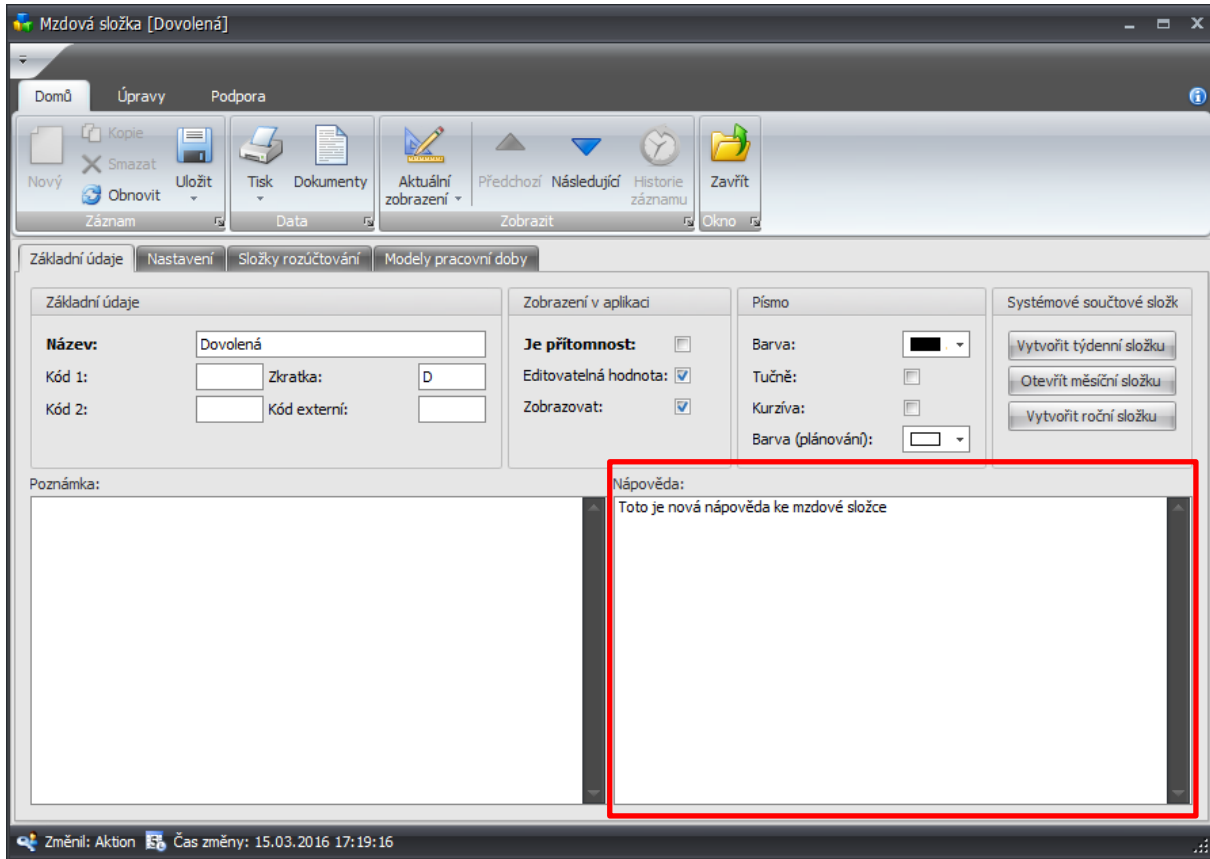 Mzdová složka [Dovolená]
Domů Úpravy Podpora
Nový
Kopie
Smazat
Obnovit
Uložit
Záznam
Tisk
Dokumenty
Data
Aktuální
zobrazení
Předchozí
Následující
Historie
záznamu
Zobrazit
Zavřít
Okno
Základní údaje Nastavení Složky rozúčtování Modely pracovní doby
Základní údaje
Název: Dovolená
Kód 1: Zkratka: D
Kód 2: Kód externí:
Zobrazení v aplikaci
Je přítomnost:
Editovatelná hodnota:
Zobrazovat:
Písmo
Barva:
Tučně:
Kurzíva:
Barva (plánování):
Systémové součtové složk
Vytvořit týdenní složku
Otevřít měsíční složku
Vytvořit roční složku
Poznámka:
Nápověda:
Toto je nová nápověda ke mzdové složce
Změnil: Aktion Čas změny: 15.03.2016 17:19:16